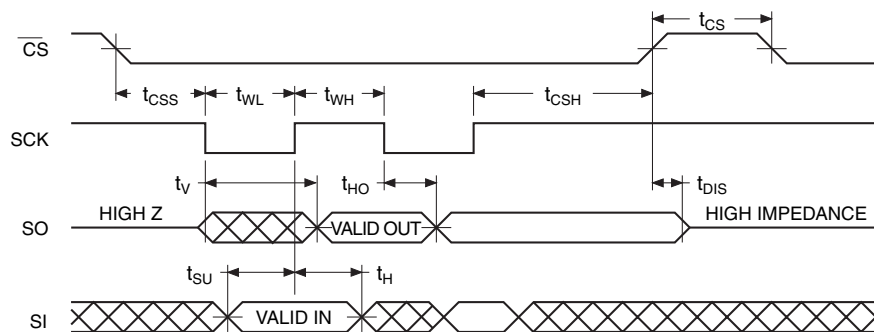 t_CS
C̅S̅
t_CSS t_WL t_WH t_CSH
SCK
t_V t_HO t_DIS
HIGH Z VALID OUT HIGH IMPEDANCE
SO
t_SU t_H
SI VALID IN